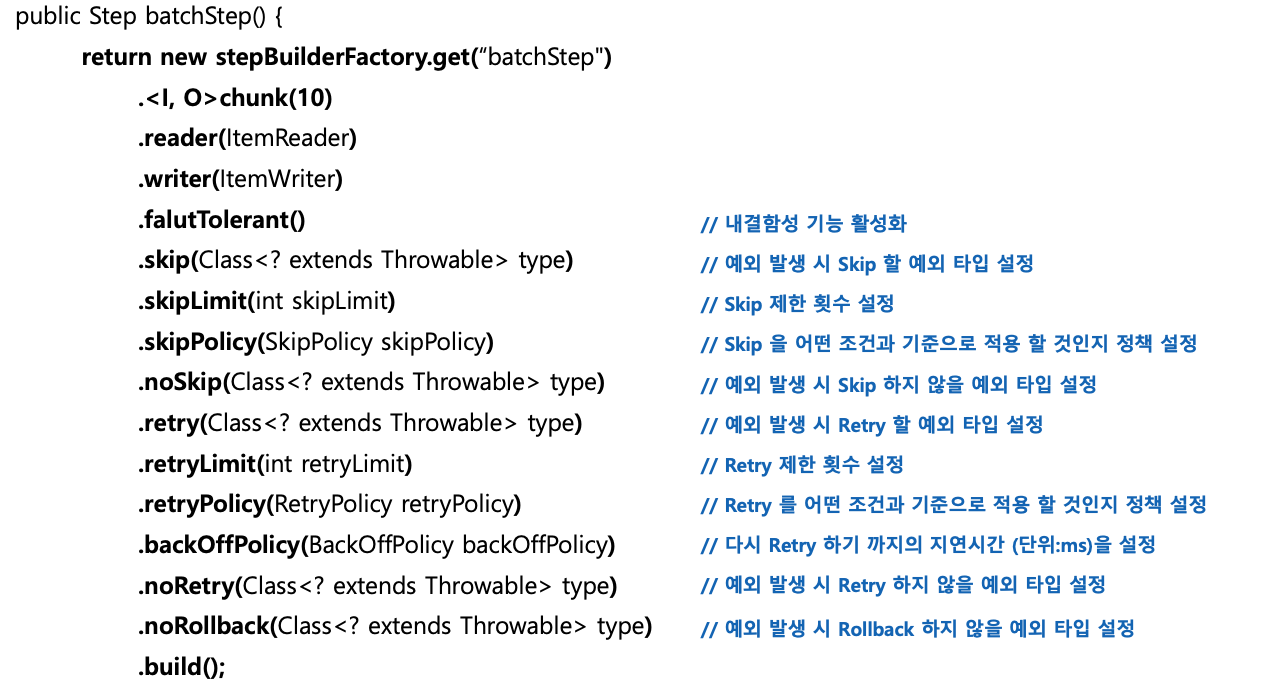 public Step batchStep() {
return new stepBuilderFactory.get(“batchStep")
.<I, O>chunk(10)
.reader(ItemReader)
.writer(ItemWriter)
.falutTolerant() // 내결함성 기능 활성화
.skip(Class<? extends Throwable> type) // 예외 발생 시 Skip 할 예외 타입 설정
.skipLimit(int skipLimit) // Skip 제한 횟수 설정
.skipPolicy(SkipPolicy skipPolicy) // Skip 을 어떤 조건과 기준으로 적용 할 것인지 정책 설정
.noSkip(Class<? extends Throwable> type) // 예외 발생 시 Skip 하지 않을 예외 타입 설정
.retry(Class<? extends Throwable> type) // 예외 발생 시 Retry 할 예외 타입 설정
.retryLimit(int retryLimit) // Retry 제한 횟수 설정
.retryPolicy(RetryPolicy retryPolicy) // Retry 를 어떤 조건과 기준으로 적용 할 것인지 정책 설정
.backOffPolicy(BackOffPolicy backOffPolicy) // 다시 Retry 하기 까지의 지연시간 (단위:ms)을 설정
.noRetry(Class<? extends Throwable> type) // 예외 발생 시 Retry 하지 않을 예외 타입 설정
.noRollback(Class<? extends Throwable> type) // 예외 발생 시 Rollback 하지 않을 예외 타입 설정
.build();